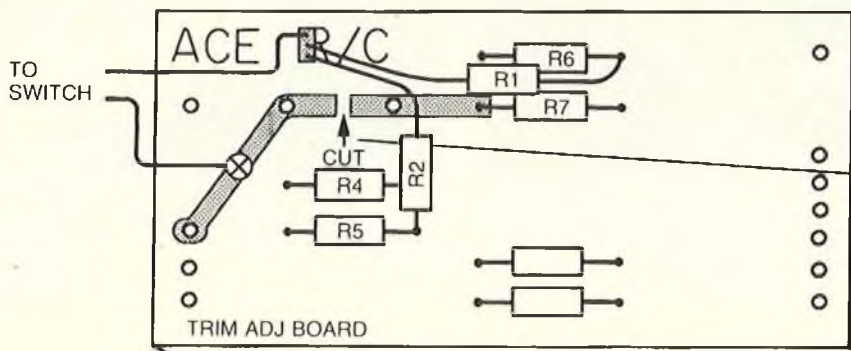 ACE R/C
TO
SWITCH
R6
R1
R7
CUT
R2
R4
R5
TRIM ADJ BOARD